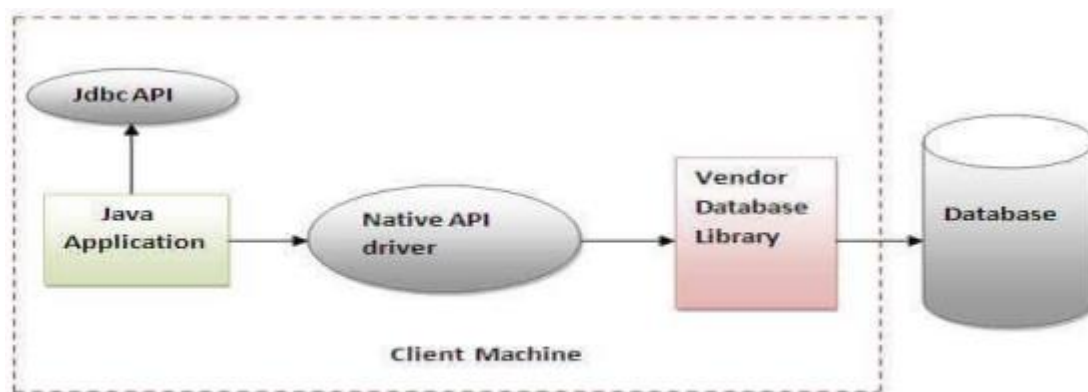 Jdbc API
Java
Application
Native API
driver
Vendor
Database
Library
Database
Client Machine